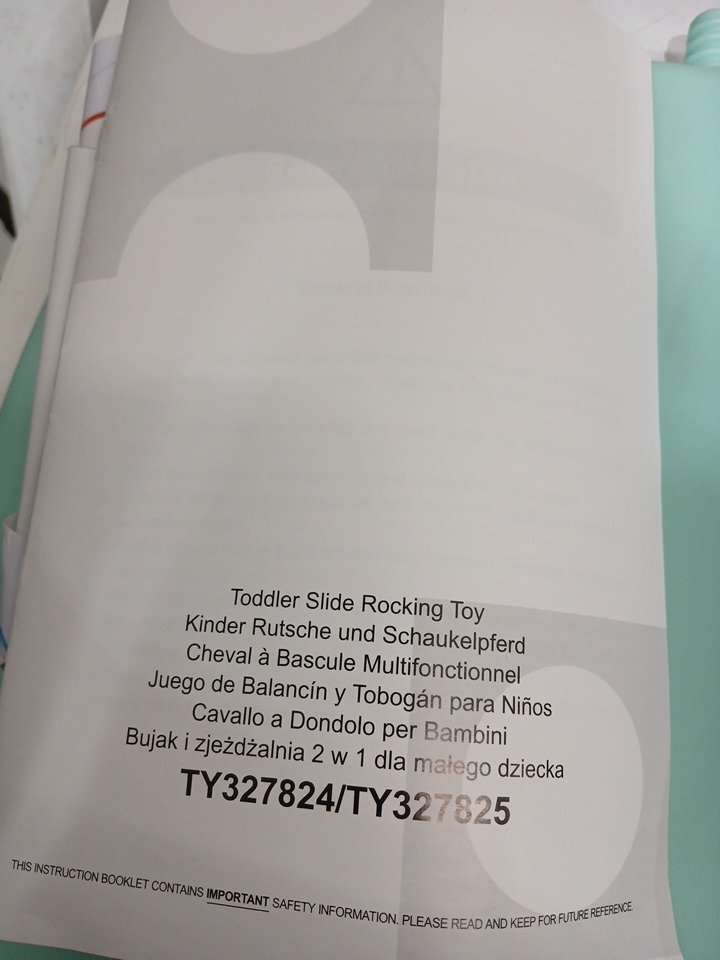 Toddler Slide Rocking Toy
Kinder Rutsche und Schaukelpferd
Cheval à Bascule Multifonctionnel
Juego de Balancín y Tobogán para Niños
Cavallo a Dondolo per Bambini
Bujak i zjeżdżalnia 2 w 1 dla małego dziecka
TY327824/TY327825
THIS INSTRUCTION BOOKLET CONTAINS IMPORTANT SAFETY INFORMATION. PLEASE READ AND KEEP FOR FUTURE REFERENCE.